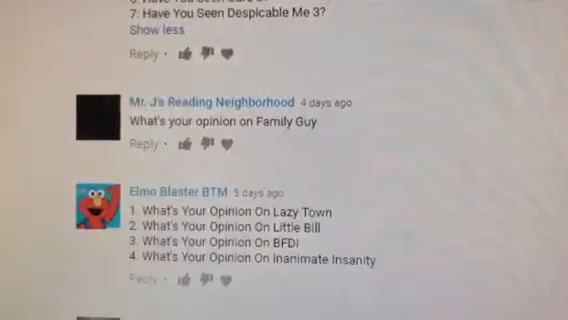 7. Have You Seen Despicable Me 3?
Show less
Reply
Mr. J's Reading Neighborhood 4 days ago
What's your opinion on Family Guy
Reply
Elmo Blaster BTM 5 days ago
1. What's Your Opinion On Lazy Town
2. What's Your Opinion On Little Bill
3. What's Your Opinion On BFDI
4. What's Your Opinion On Inanimate Insanity
Reply